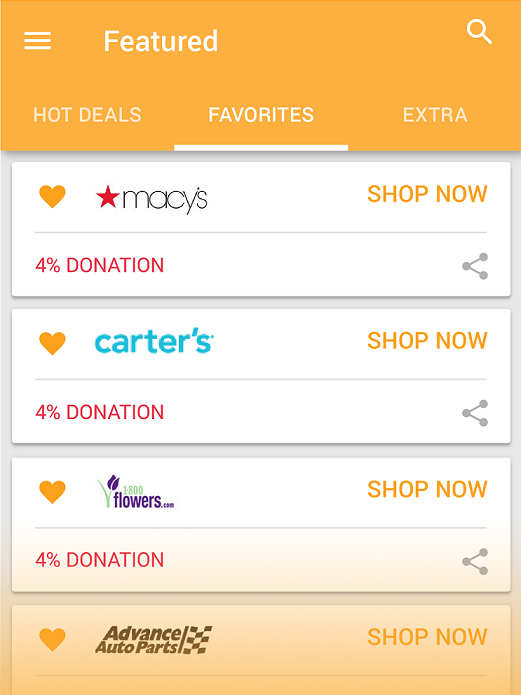 Featured
HOT DEALS FAVORITES EXTRA
macy's SHOP NOW
4% DONATION
carter's SHOP NOW
4% DONATION
1-800
flowers.com SHOP NOW
4% DONATION
Advance
Auto Parts SHOP NOW